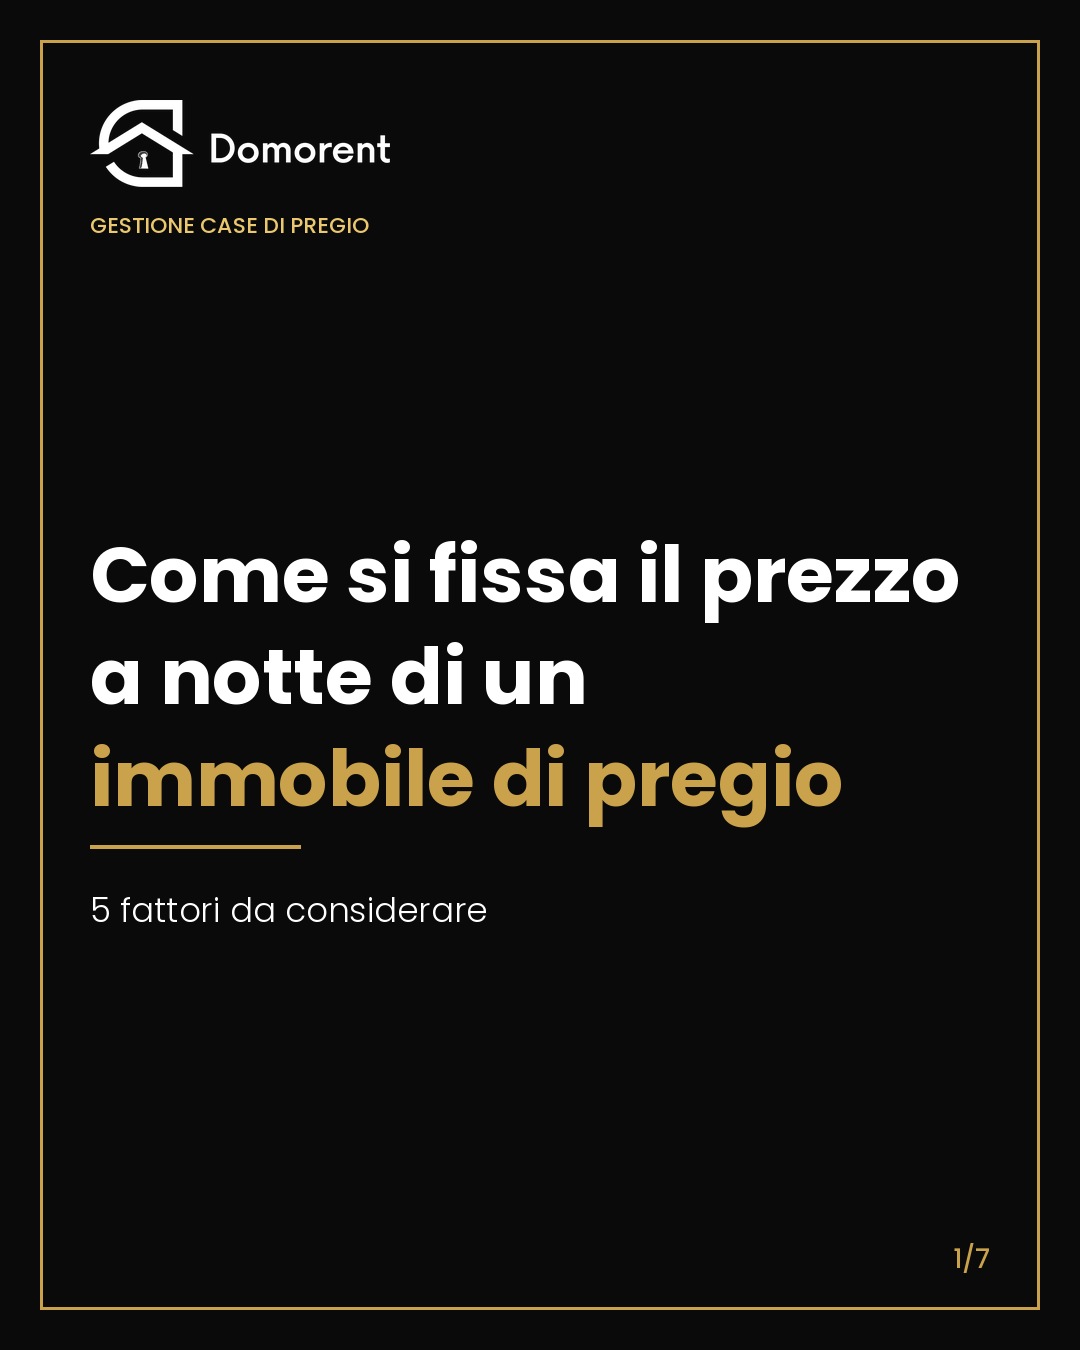 Domorent
GESTIONE CASE DI PREGIO
Come si fissa il prezzo
a notte di un
immobile di pregio
5 fattori da considerare
1/7